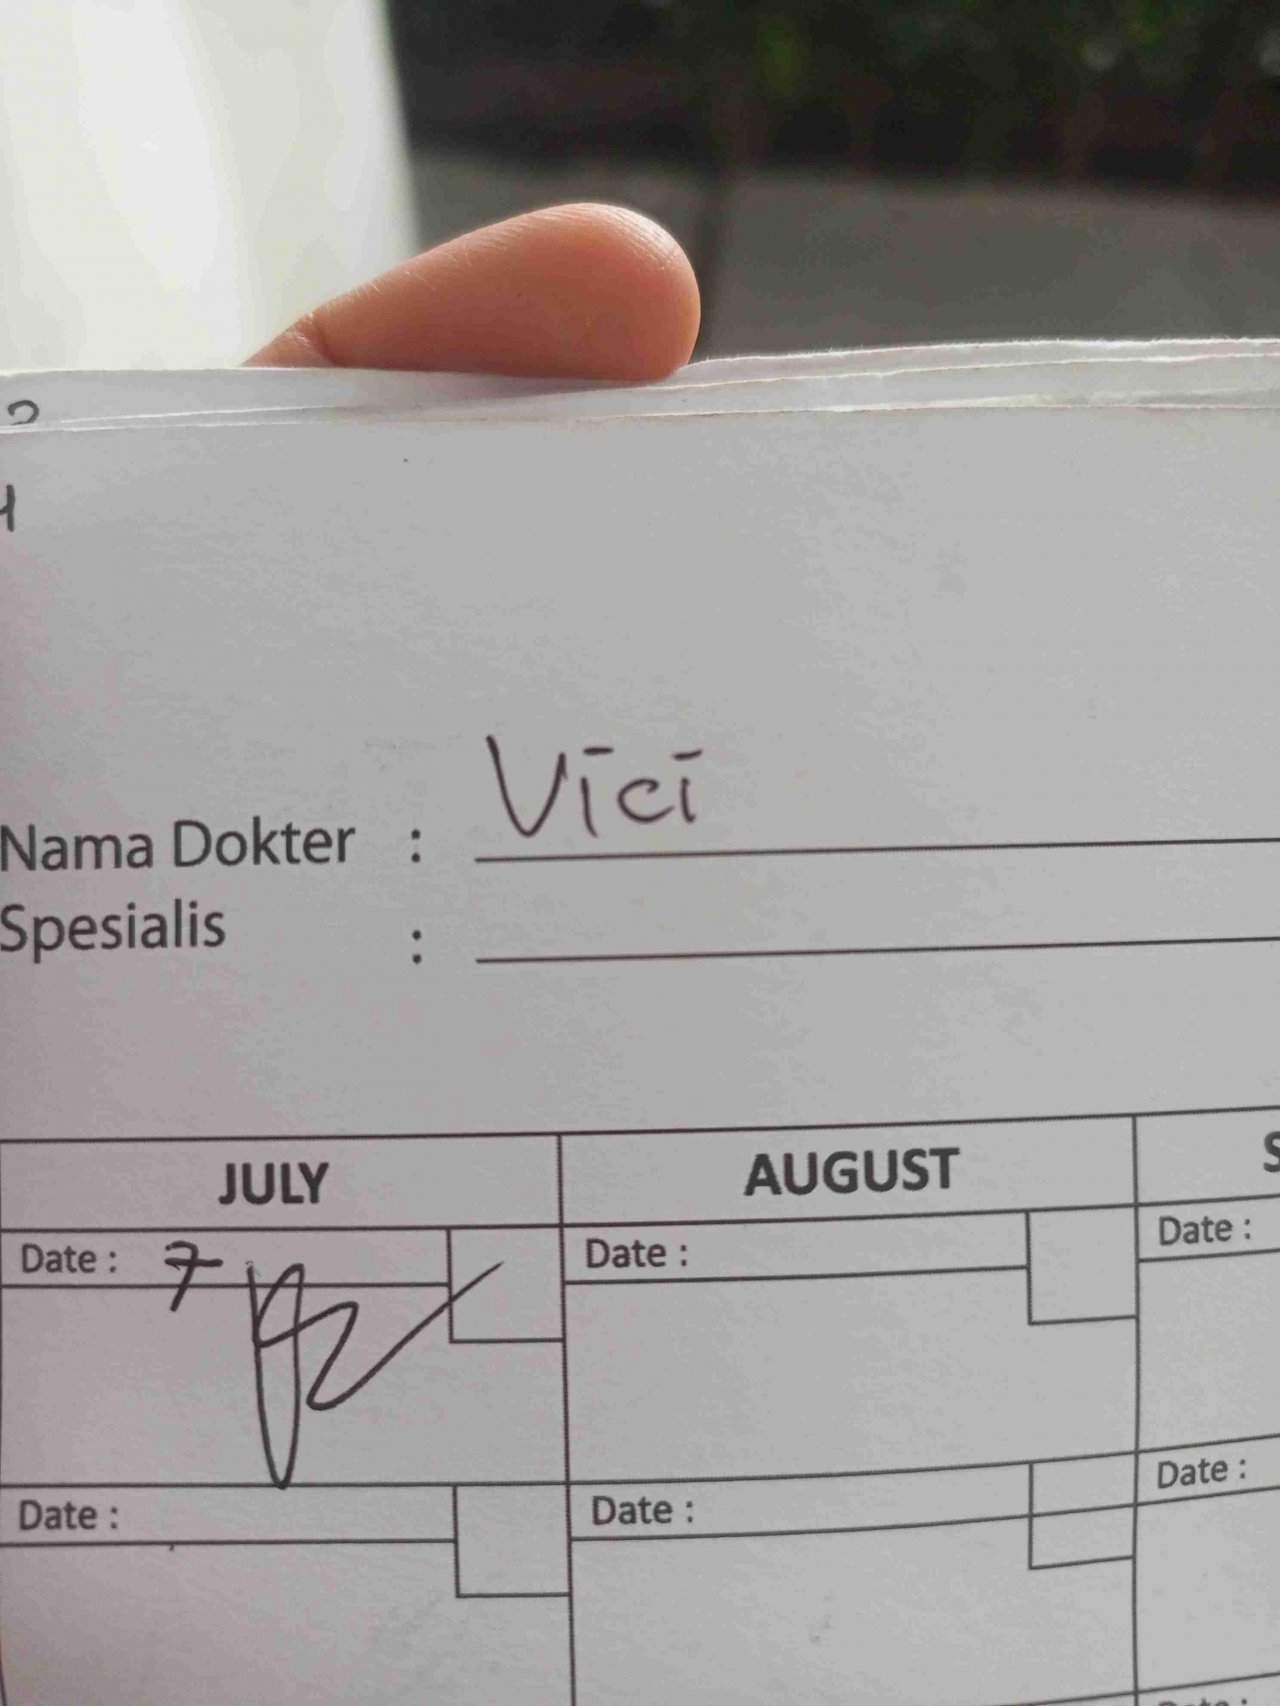 Nama Dokter : Vici
Spesialis :
JULY AUGUST
Date : 7 Date : Date :
Date : Date : Date :